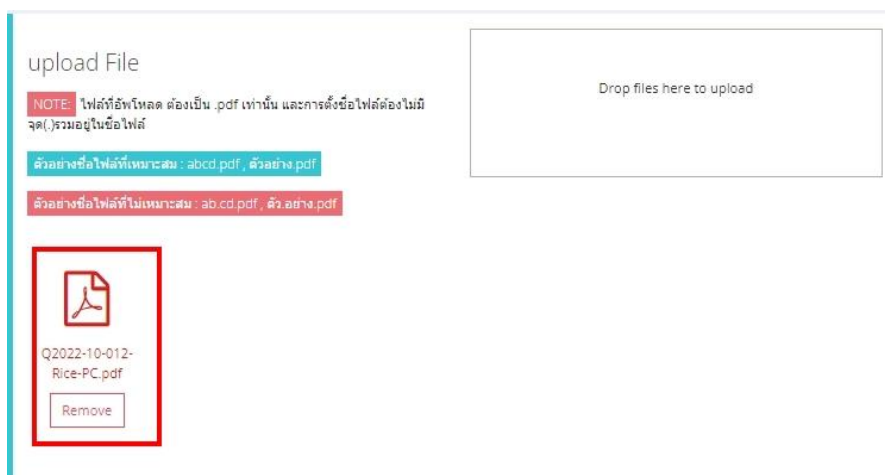 upload File
NOTE: ไฟล์ที่อัพโหลด ต้องเป็น .pdf เท่านั้น และการตั้งชื่อไฟล์ต้องไม่มี
จุด(.)รวมอยู่ในชื่อไฟล์
ตัวอย่างชื่อไฟล์ที่เหมาะสม : abcd.pdf , ตัวอย่าง.pdf
ตัวอย่างชื่อไฟล์ที่ไม่เหมาะสม : ab.cd.pdf , ตัว.อย่าง.pdf
Drop files here to upload
Q2022-10-012-
Rice-PC.pdf
Remove